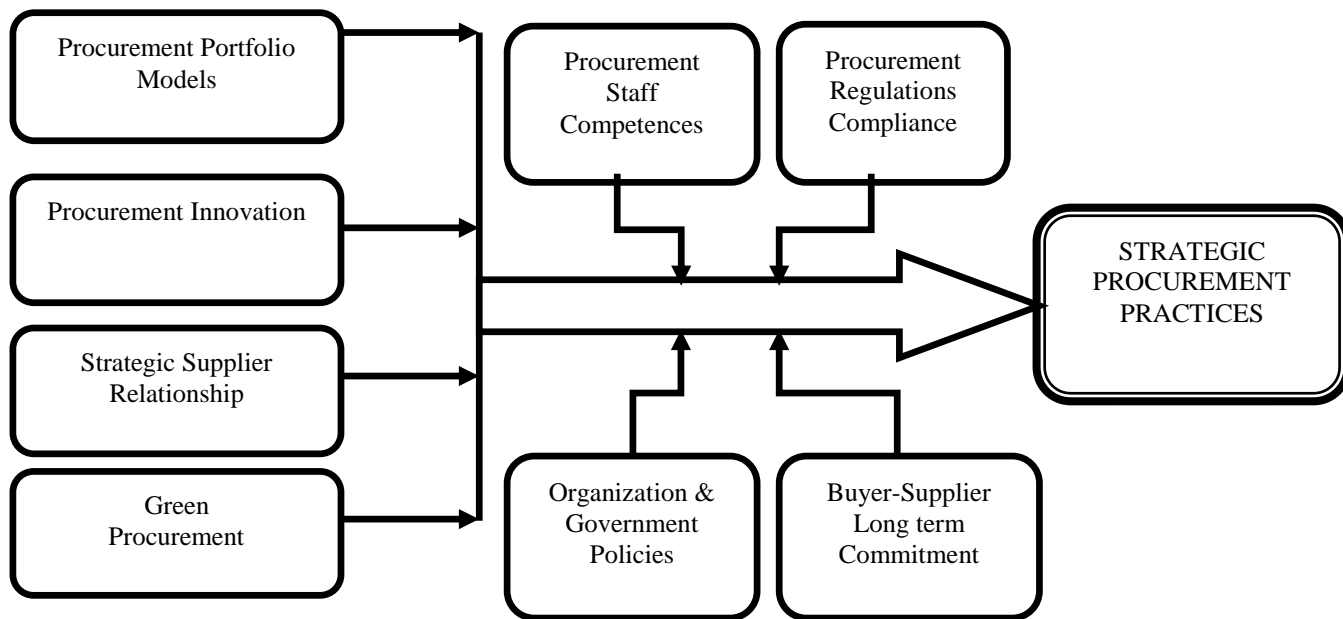 Procurement Portfolio
Models
Procurement Innovation
Strategic Supplier
Relationship
Green
Procurement
Procurement
Staff
Competences
Procurement
Regulations
Compliance
Organization &
Government
Policies
Buyer-Supplier
Long term
Commitment
STRATEGIC
PROCUREMENT
PRACTICES